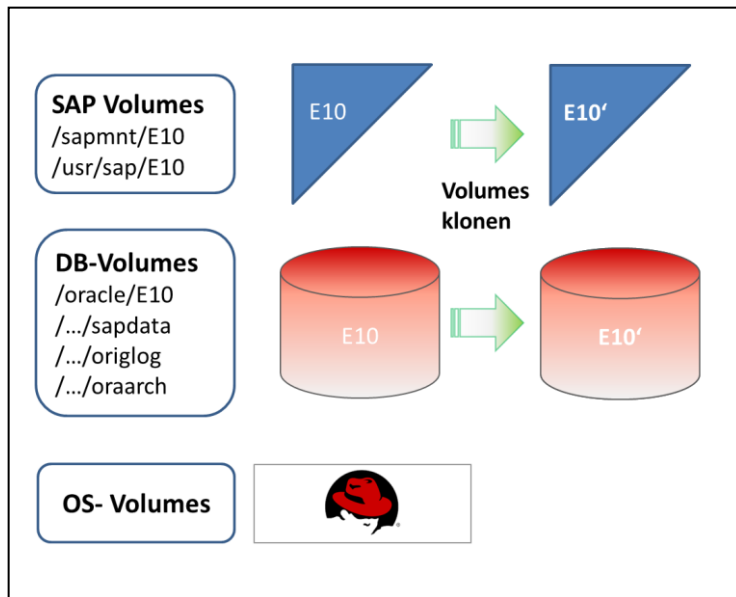 SAP Volumes
/sapmnt/E10
/usr/sap/E10
E10
E10‘
Volumes
klonen
DB-Volumes
/oracle/E10
/.../sapdata
/.../origlog
/.../oraarch
E10
E10‘
OS- Volumes